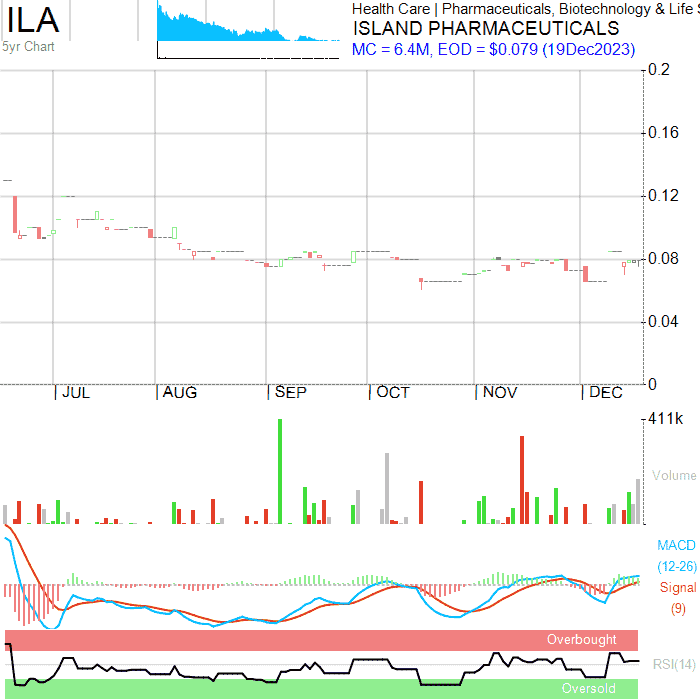 ILA
5yr Chart
Health Care | Pharmaceuticals, Biotechnology & Life S
ISLAND PHARMACEUTICALS
MC = 6.4M, EOD = $0.079 (19Dec2023)
0.2
0.16
0.12
0.08
0.04
0
JUL AUG SEP OCT NOV DEC
411k
Volume
MACD
(12-26)
Signal
(9)
Overbought
RSI(14)
Oversold